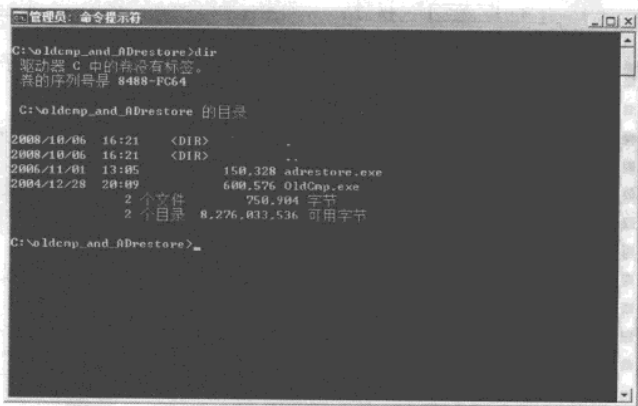 管理员: 命令提示符
C:\oldcmp_and_ADrestore>dir
驱动器 C 中的卷没有标签。
卷的序列号是 8488-FC64
C:\oldcmp_and_ADrestore 的目录
2008/10/06  16:21    <DIR>          .
2008/10/06  16:21    <DIR>          ..
2006/11/01  13:05           150,328 adrestore.exe
2004/12/28  20:09           600,576 OldCmp.exe
2 个文件        750,904 字节
2 个目录  8,276,033,536 可用字节
C:\oldcmp_and_ADrestore>_